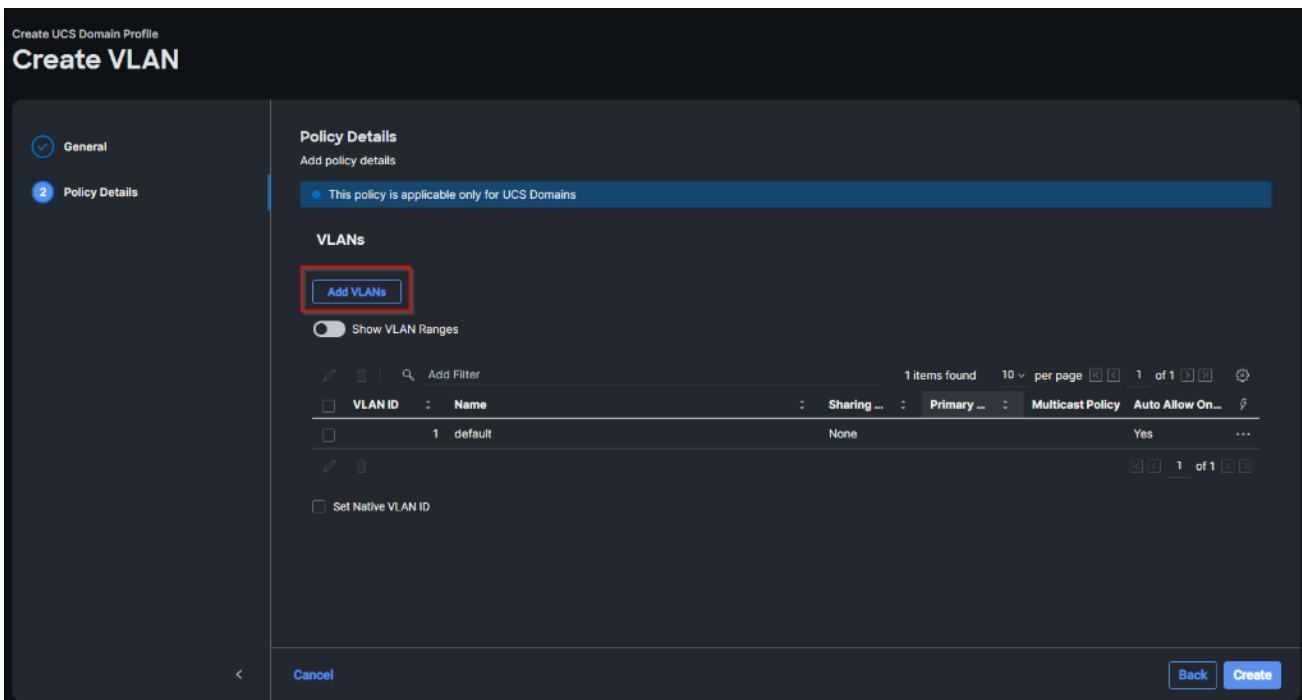 Create UCS Domain Profile
Create VLAN
General
2 Policy Details
Policy Details
Add policy details
This policy is applicable only for UCS Domains
VLANs
Add VLANs
Show VLAN Ranges
Add Filter 1 items found 10 per page 1 of 1
VLAN ID Name Sharing ... Primary ... Multicast Policy Auto Allow On...
1 default None Yes ...
1 of 1
Set Native VLAN ID
Cancel Back Create